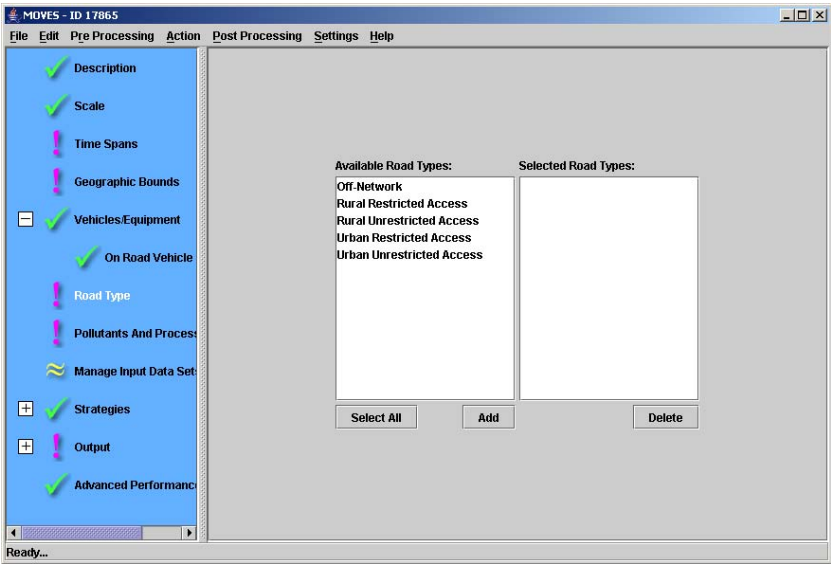 MOVES - ID 17865
File Edit Pre Processing Action Post Processing Settings Help
Description
Scale
Time Spans
Geographic Bounds
Vehicles/Equipment
On Road Vehicle
Road Type
Pollutants And Process
Manage Input Data Set
Strategies
Output
Advanced Performanc
Available Road Types:
Off-Network
Rural Restricted Access
Rural Unrestricted Access
Urban Restricted Access
Urban Unrestricted Access
Select All Add
Selected Road Types:
Delete
Ready...